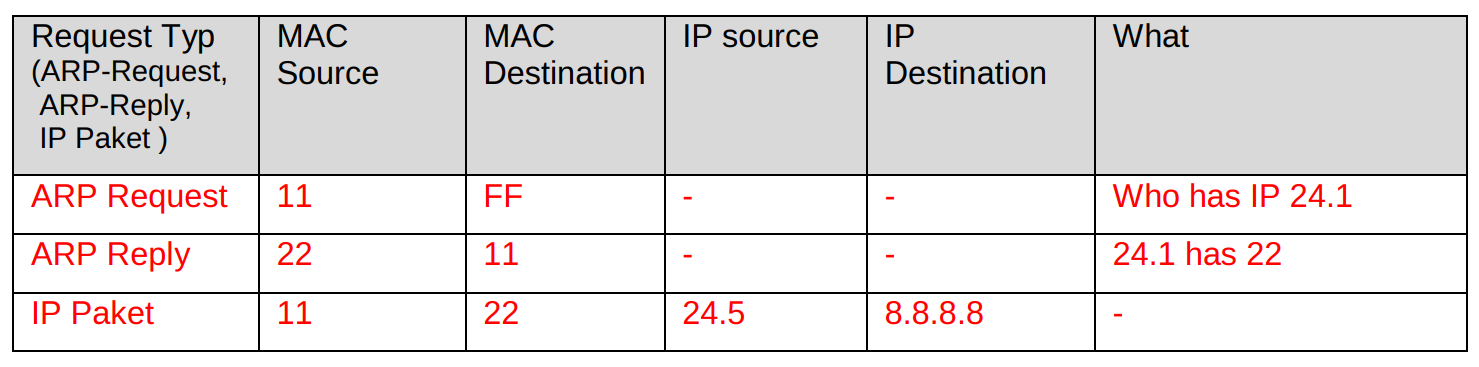 Request Typ
(ARP-Request,
ARP-Reply,
IP Paket )
MAC
Source
MAC
Destination
IP source
IP
Destination
What
ARP Request 11 FF - - Who has IP 24.1
ARP Reply 22 11 - - 24.1 has 22
IP Paket 11 22 24.5 8.8.8.8 -